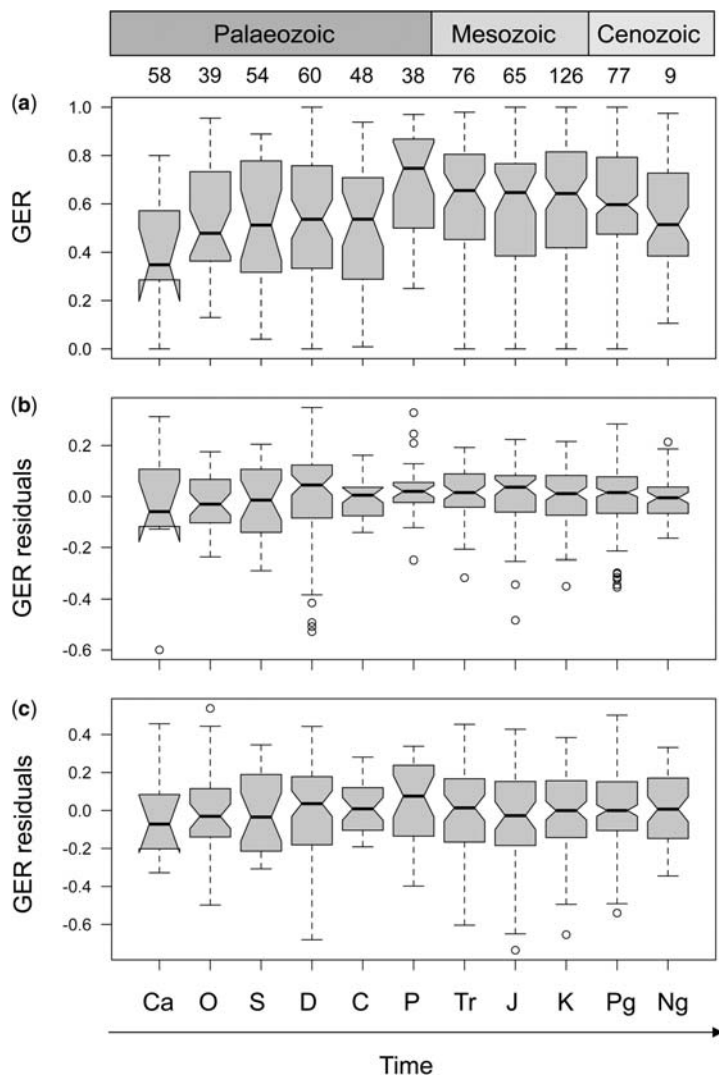 Palaeozoic Mesozoic Cenozoic
58 39 54 60 48 38 76 65 126 77 9
(a)
1.0
0.8
0.6
0.4
0.2
0.0
GER
(b)
0.2
0.0
-0.2
-0.4
-0.6
GER residuals
(c)
0.4
0.2
0.0
-0.2
-0.4
-0.6
GER residuals
Ca O S D C P Tr J K Pg Ng
Time